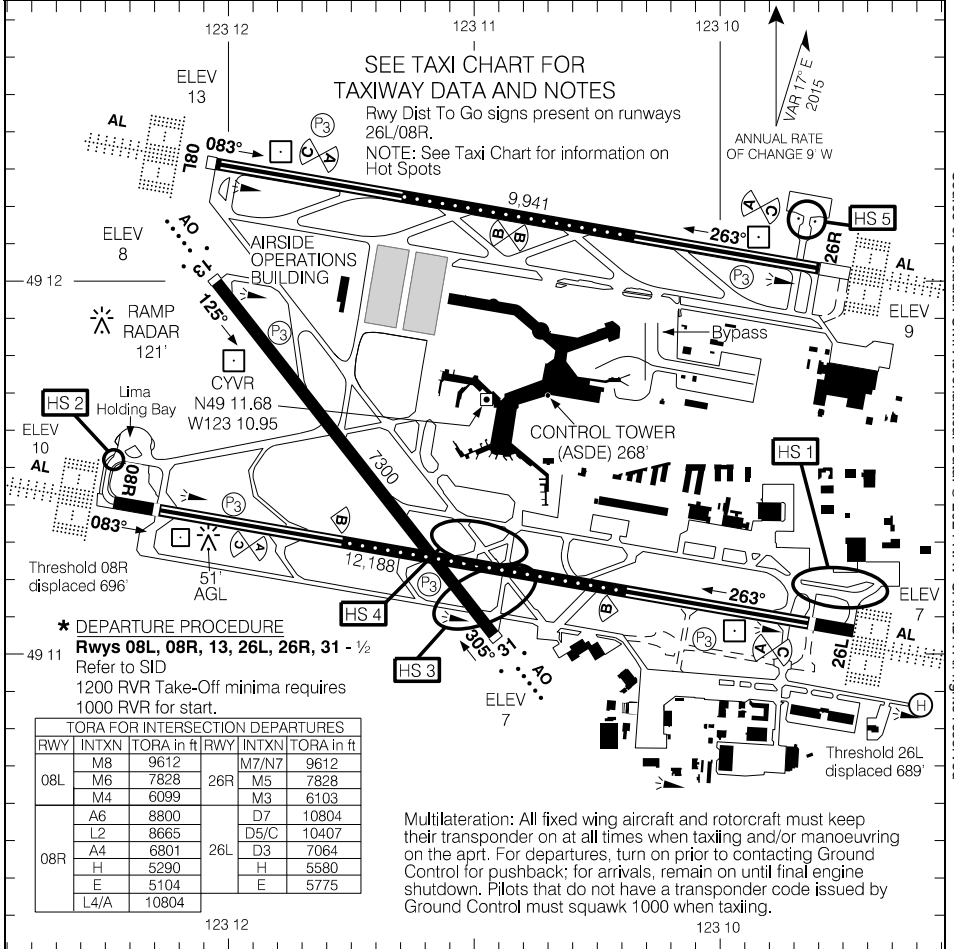 123 12
123 11
123 10
SEE TAXI CHART FOR
TAXIWAY DATA AND NOTES
Rwy Dist To Go signs present on runways
26L/08R.
NOTE: See Taxi Chart for information on
Hot Spots
VAR 17° E
2015
ANNUAL RATE
OF CHANGE 9' W
ELEV
13
AL
08L
083°
P3
C A
9,941
B B
A C
263°
HS 5
26R
AL
P3
ELEV
9
ELEV
8
AO
13
AIRSIDE
OPERATIONS
BUILDING
49 12
125°
P3
RAMP
RADAR
121'
Bypass
CYVR
N49 11.68
W123 10.95
HS 2
Lima
Holding Bay
CONTROL TOWER
(ASDE) 268'
HS 1
ELEV
10
AL
08R
7300
083°
P3
B
C A
51'
AGL
12,188
P3
Threshold 08R
displaced 696'
HS 4
HS 3
B
263°
P3
A C
ELEV
7
AL
26L
305°
31
AO
ELEV
7
49 11
H
Threshold 26L
displaced 689'
* DEPARTURE PROCEDURE
Rwys 08L, 08R, 13, 26L, 26R, 31 - ½
Refer to SID
1200 RVR Take-Off minima requires
1000 RVR for start.
TORA FOR INTERSECTION DEPARTURES
RWY INTXN TORA in ft RWY INTXN TORA in ft
08L M8 9612 26R M7/N7 9612
M6 7828 M5 7828
M4 6099 M3 6103
08R A6 8800 26L D7 10804
L2 8665 D5/C 10407
A4 6801 D3 7064
H 5290 H 5580
E 5104 E 5775
L4/A 10804
Multilateration: All fixed wing aircraft and rotorcraft must keep
their transponder on at all times when taxiing and/or manoeuvring
on the aprt. For departures, turn on prior to contacting Ground
Control for pushback; for arrivals, remain on until final engine
shutdown. Pilots that do not have a transponder code issued by
Ground Control must squawk 1000 when taxiing.
123 12
123 10